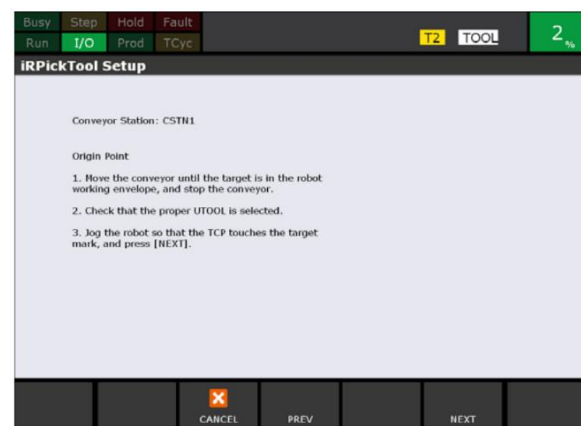 Busy Step Hold Fault
Run I/O Prod TCyc
T2 TOOL
2 %
iRPickTool Setup
Conveyor Station: CSTN1
Origin Point
1. Move the conveyor until the target is in the robot
working envelope, and stop the conveyor.
2. Check that the proper UTOOL is selected.
3. Jog the robot so that the TCP touches the target
mark, and press [NEXT].
CANCEL PREV NEXT